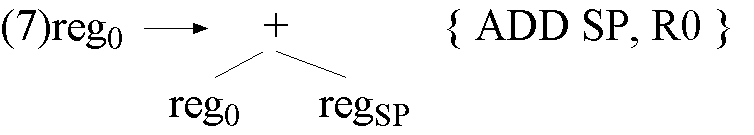 (7)reg₀ ⟶ + { ADD SP, R0 }
reg₀ regSP